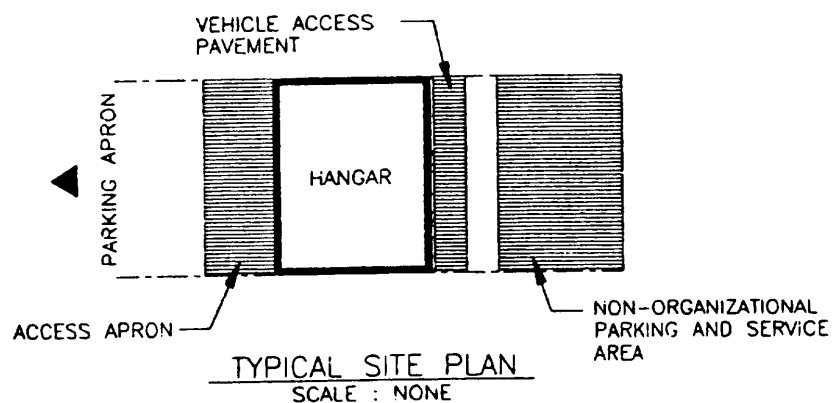 VEHICLE ACCESS
PAVEMENT
PARKING APRON
HANGAR
ACCESS APRON
NON-ORGANIZATIONAL
PARKING AND SERVICE
AREA
TYPICAL SITE PLAN
SCALE : NONE